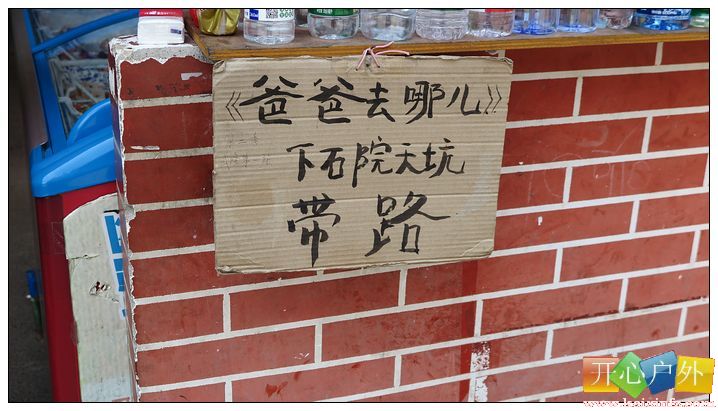 《爸爸去哪儿》
下石院天坑
带路
开心户外